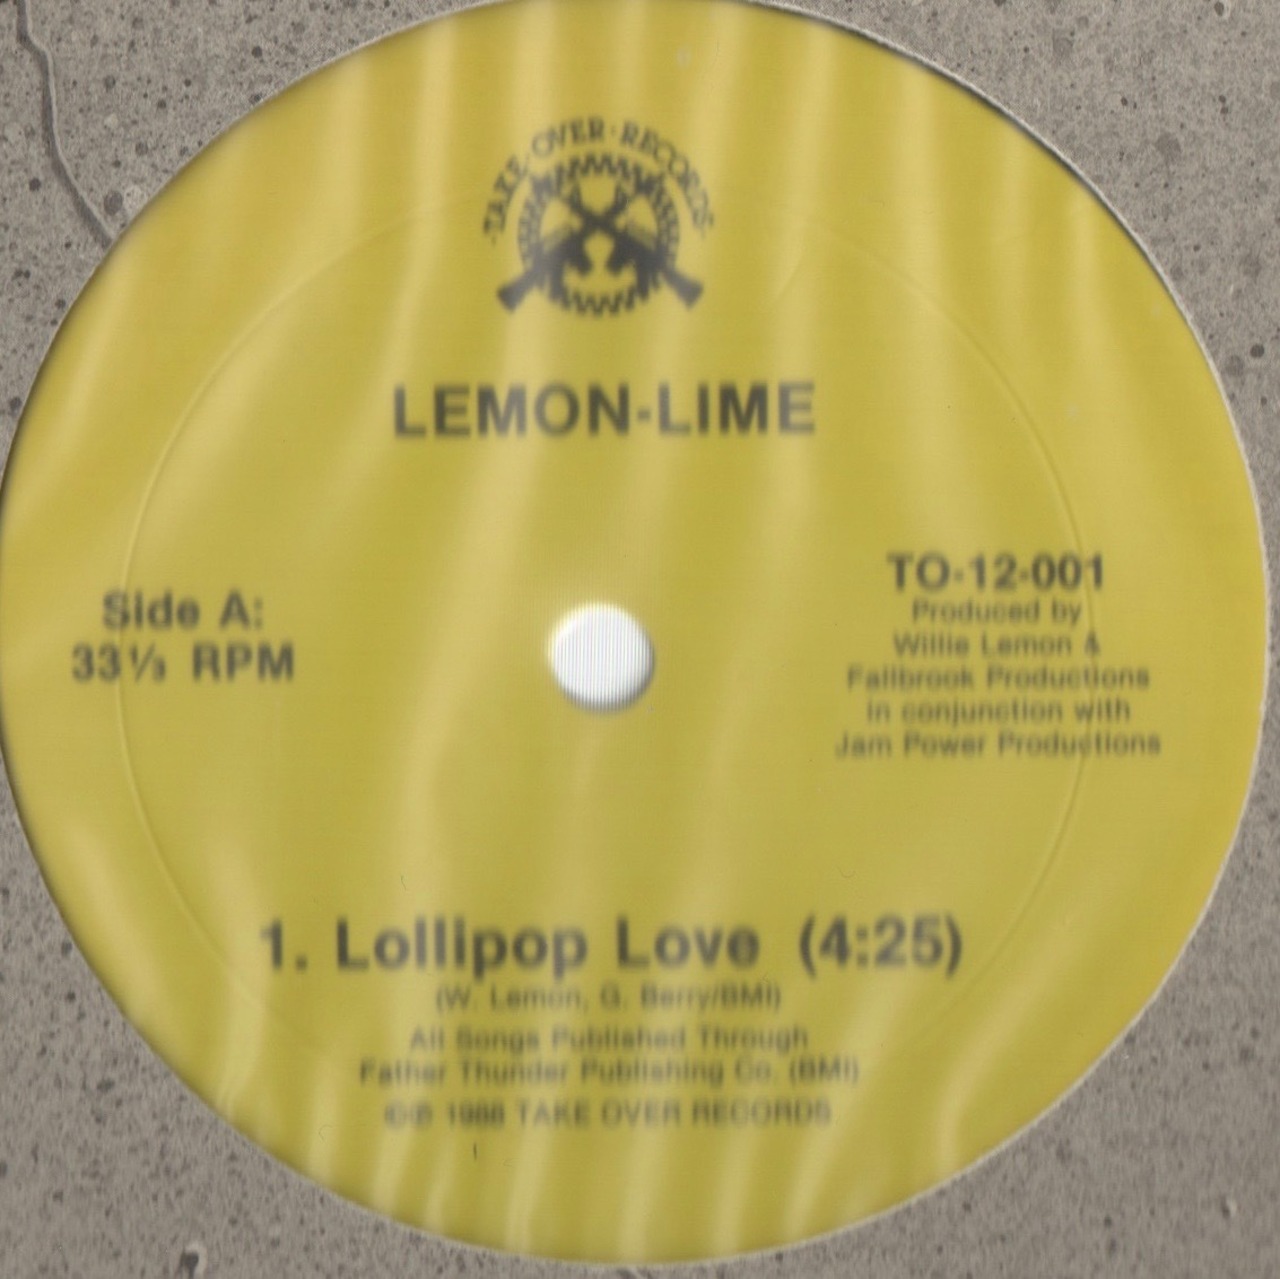 ·TAKE·OVER·RECORDS·
LEMON-LIME
Side A:
33⅓ RPM
TO-12-001
Produced by
Willie Lemon &
Fallbrook Productions
in conjunction with
Jam Power Productions
1. Lollipop Love (4:25)
(W. Lemon, G. Berry/BMI)
All Songs Published Through
Father Thunder Publishing Co. (BMI)
©℗ 1988 TAKE OVER RECORDS